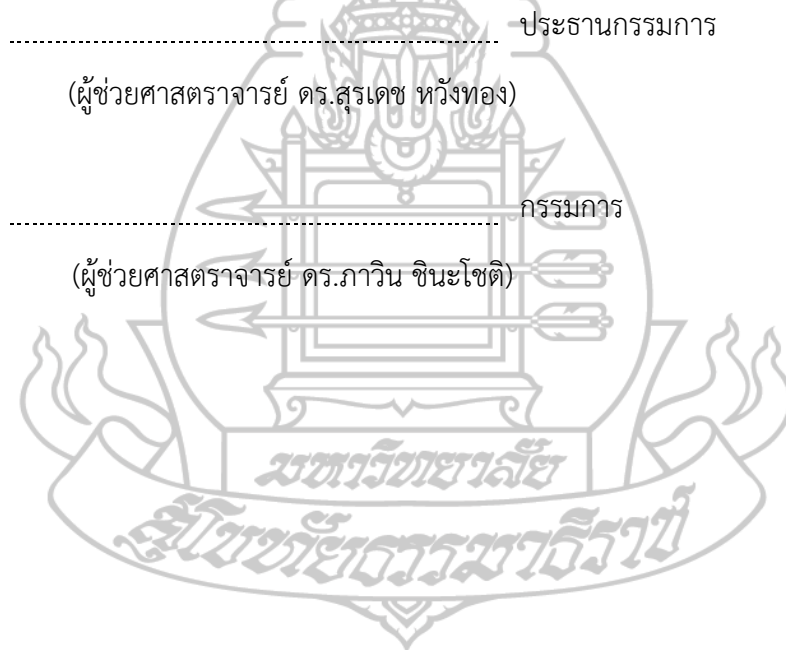 ประธานกรรมการ
(ผู้ช่วยศาสตราจารย์ ดร.สุรเดช หวังทอง)
กรรมการ
(ผู้ช่วยศาสตราจารย์ ดร.ภาวิน ชินะโชติ)
มหาวิทยาลัย
สุโขทัยธรรมาธิราช